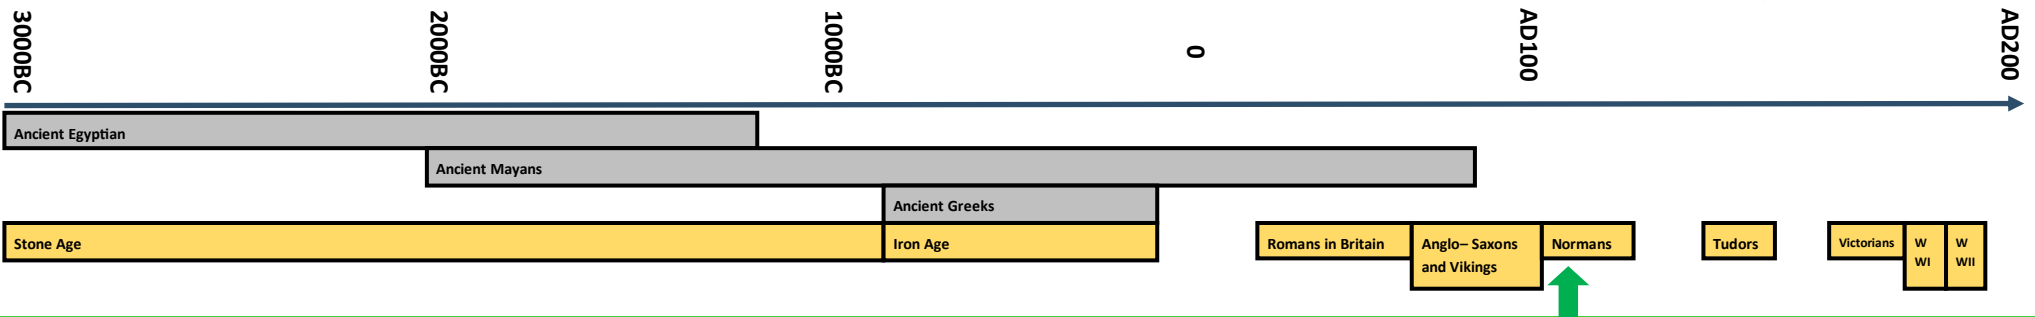 3000BC
2000BC
1000BC
0
AD100
AD200
Ancient Egyptian
Ancient Mayans
Ancient Greeks
Stone Age
Iron Age
Romans in Britain
Anglo– Saxons
and Vikings
Normans
Tudors
Victorians
W
WI
W
WII